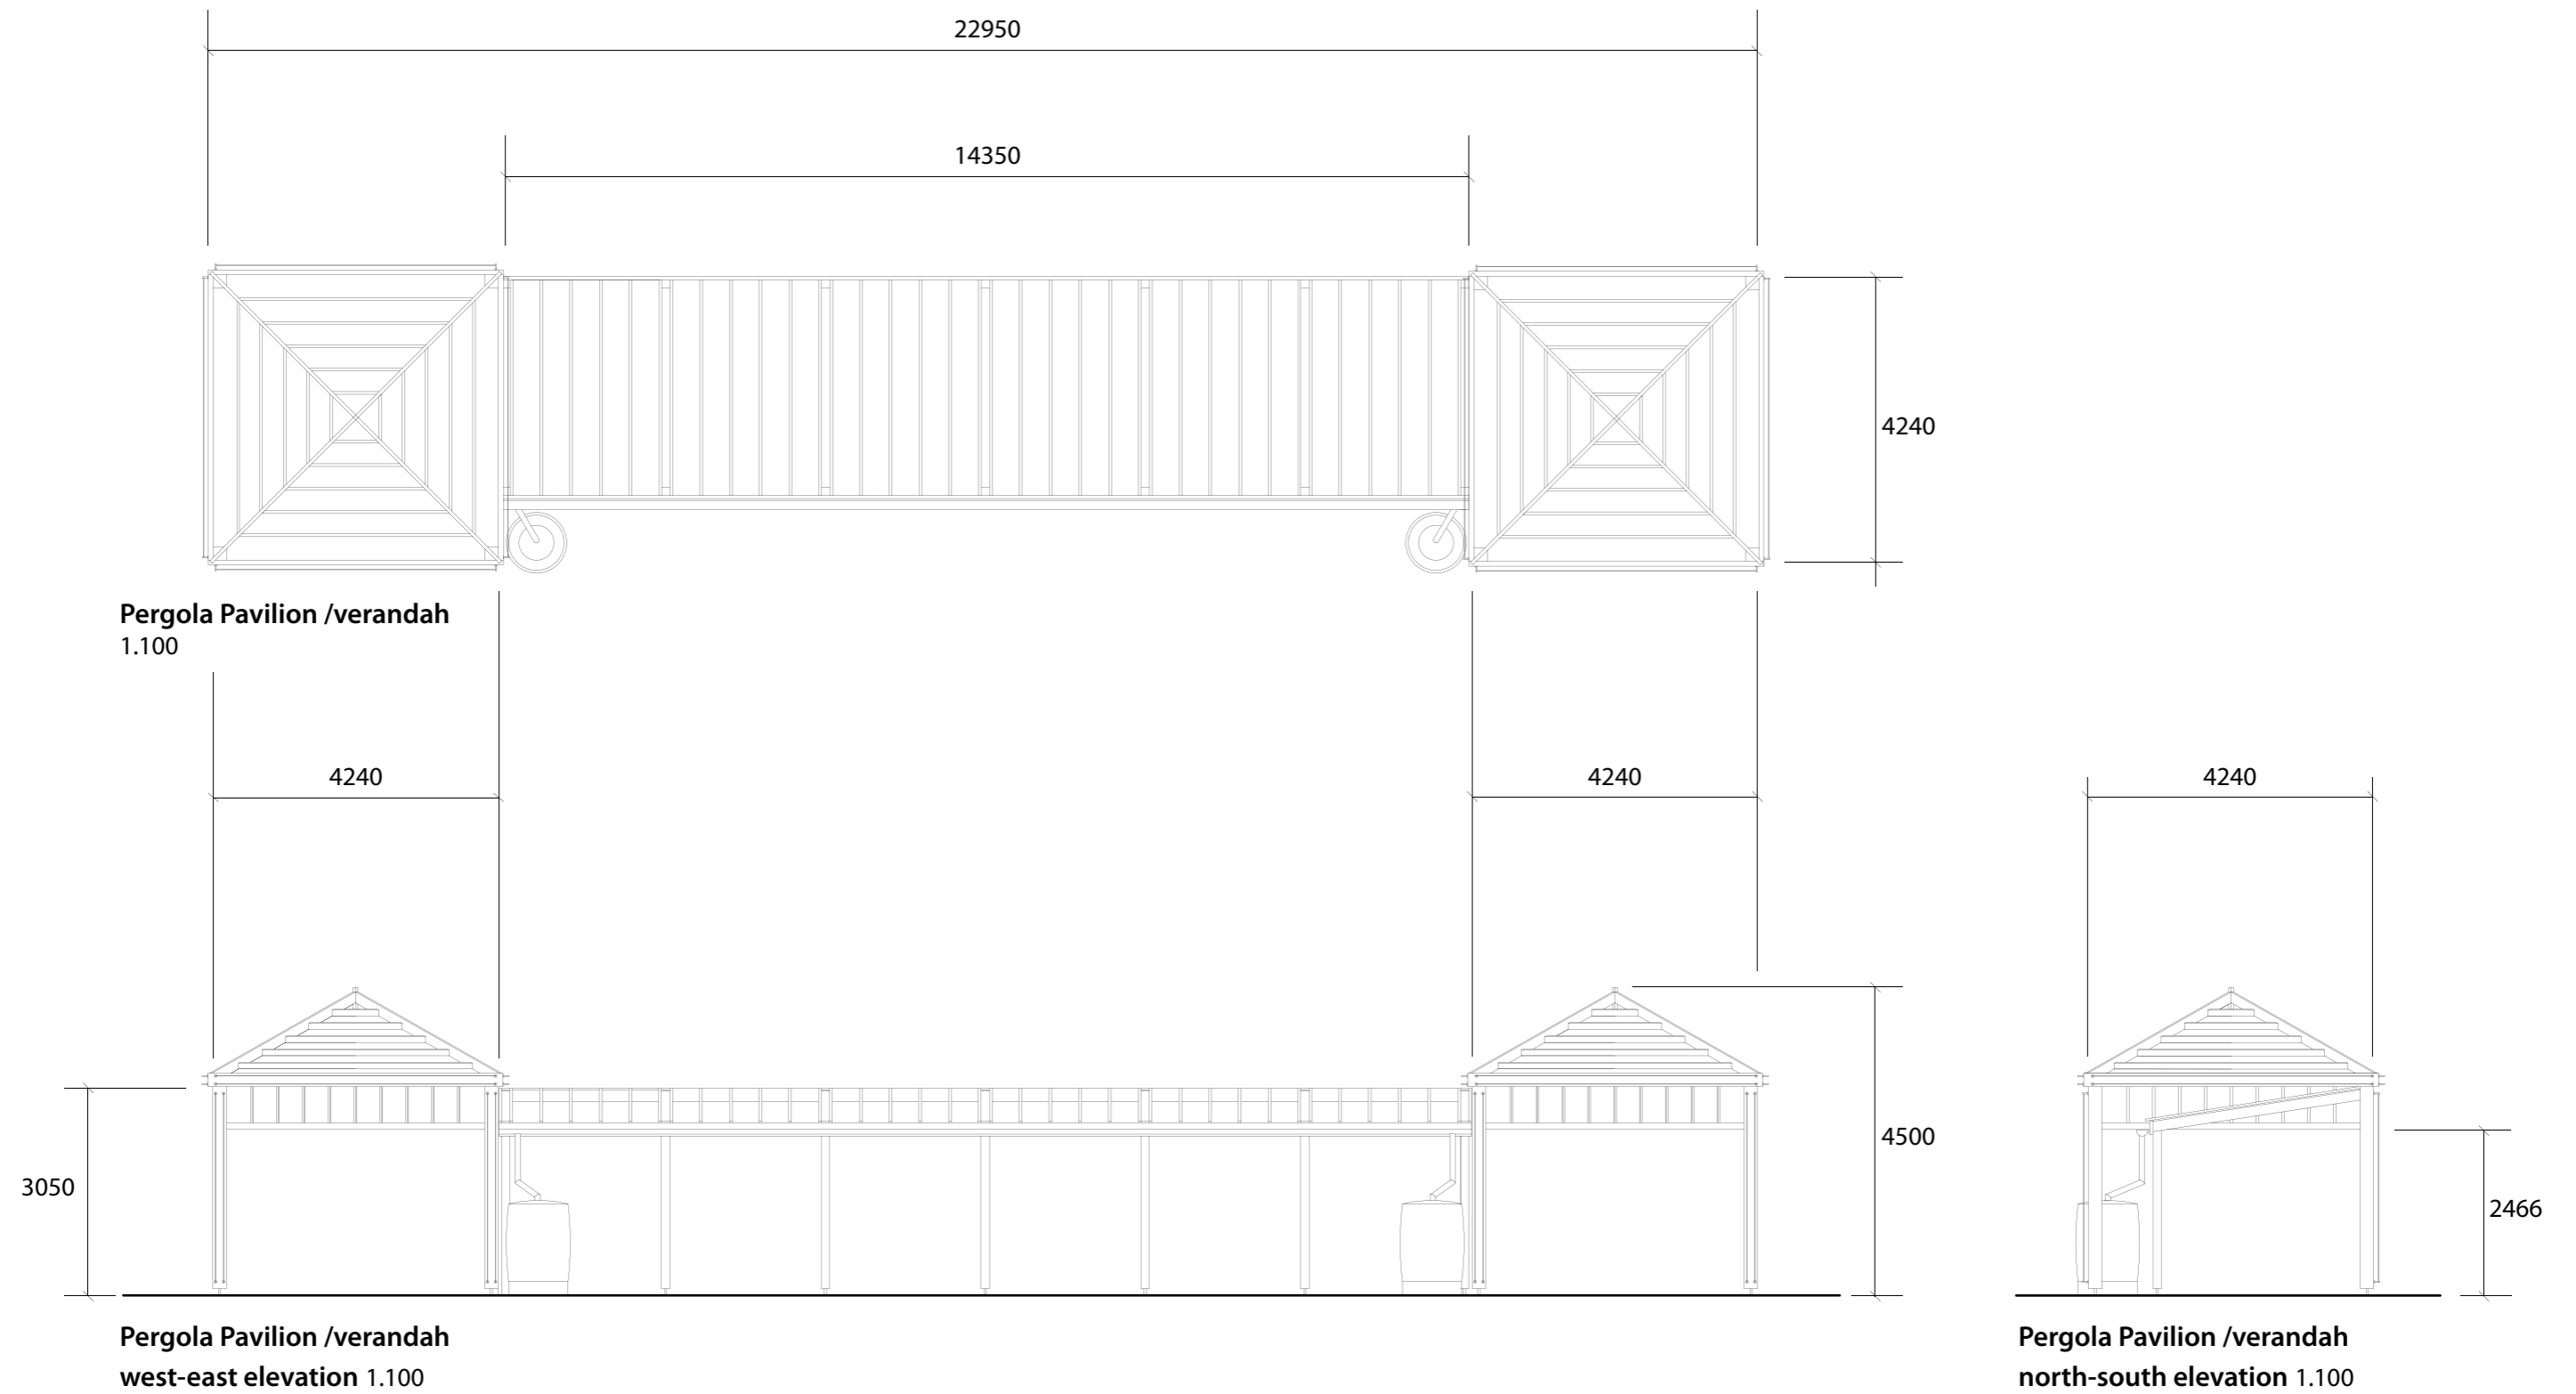 22950
14350
4240
Pergola Pavilion /verandah
1.100
4240
4240
4240
4500
3050
2466
Pergola Pavilion /verandah
west-east elevation 1.100
Pergola Pavilion /verandah
north-south elevation 1.100